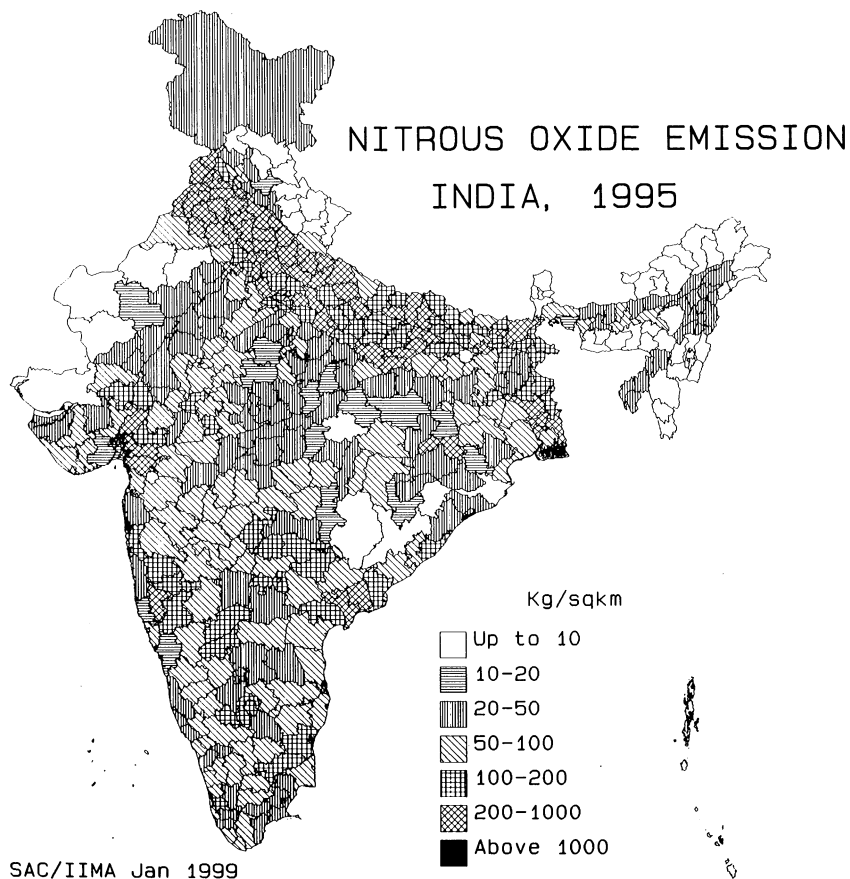 NITROUS OXIDE EMISSION
INDIA, 1995
Kg/sqkm
Up to 10
10-20
20-50
50-100
100-200
200-1000
Above 1000
SAC/IIMA Jan 1999